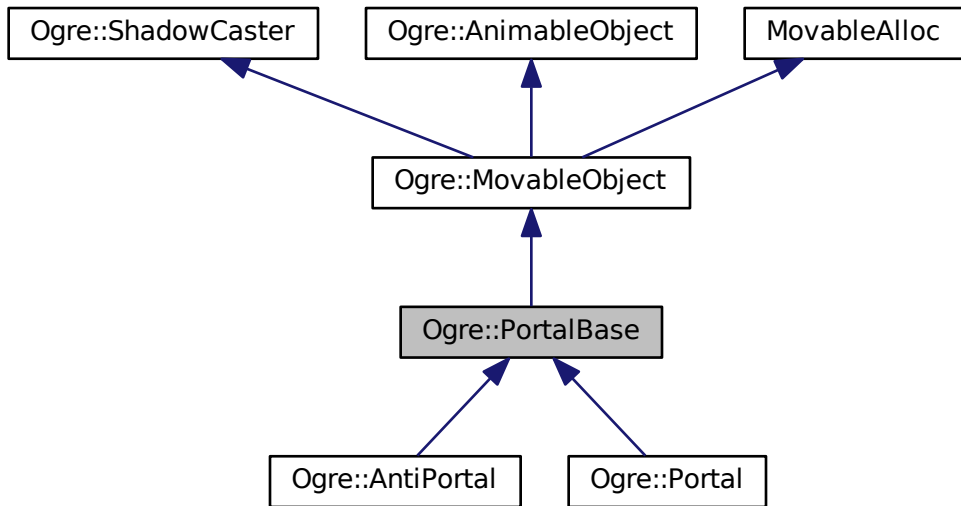 Ogre::ShadowCaster
Ogre::AnimableObject
MovableAlloc
Ogre::MovableObject
Ogre::PortalBase
Ogre::AntiPortal
Ogre::Portal